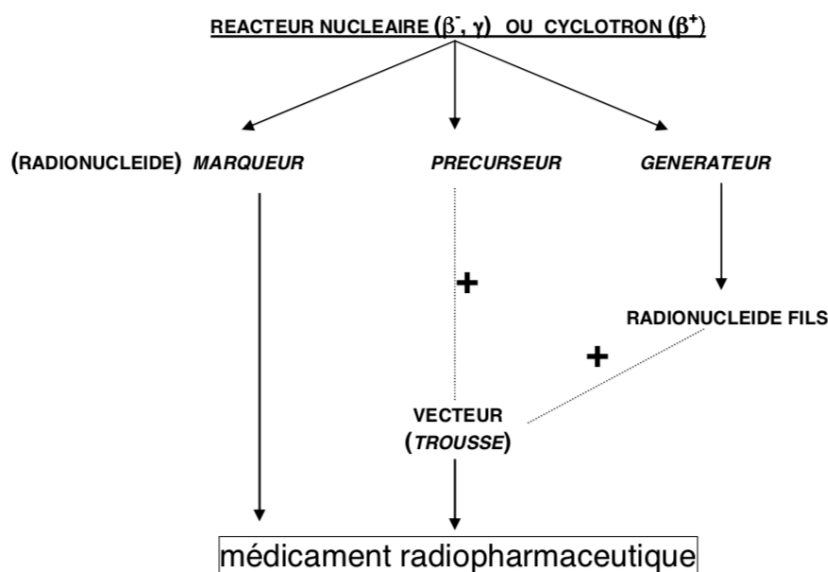 REACTEUR NUCLEAIRE (β⁻, γ) OU CYCLOTRON (β⁺)
(RADIONUCLEIDE) MARQUEUR PRECURSEUR GENERATEUR
+
RADIONUCLEIDE FILS
+
VECTEUR
(TROUSSE)
médicament radiopharmaceutique